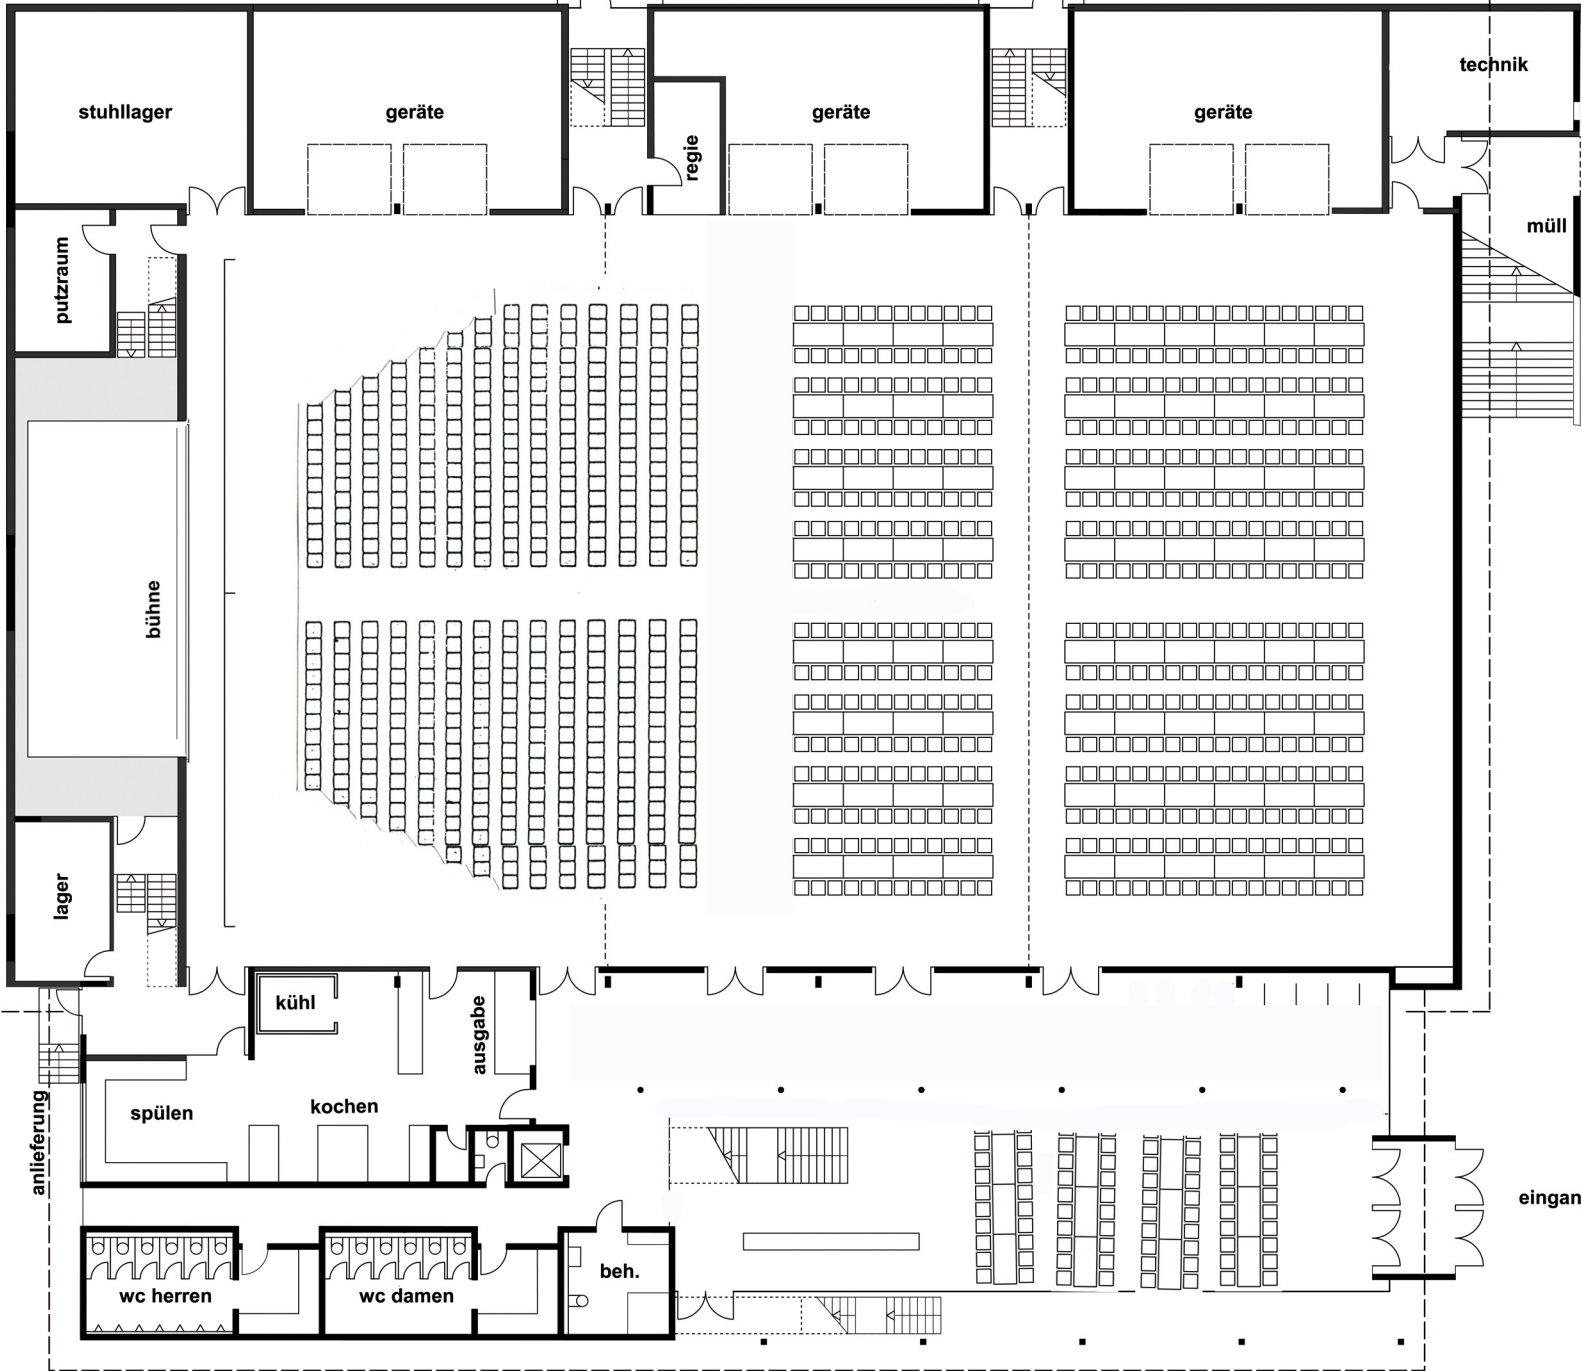 technik
stuhllager
geräte
geräte
geräte
regie
müll
putzraum
bühne
lager
kühl
ausgabe
spülen
kochen
anlieferung
eingan
beh.
wc herren
wc damen